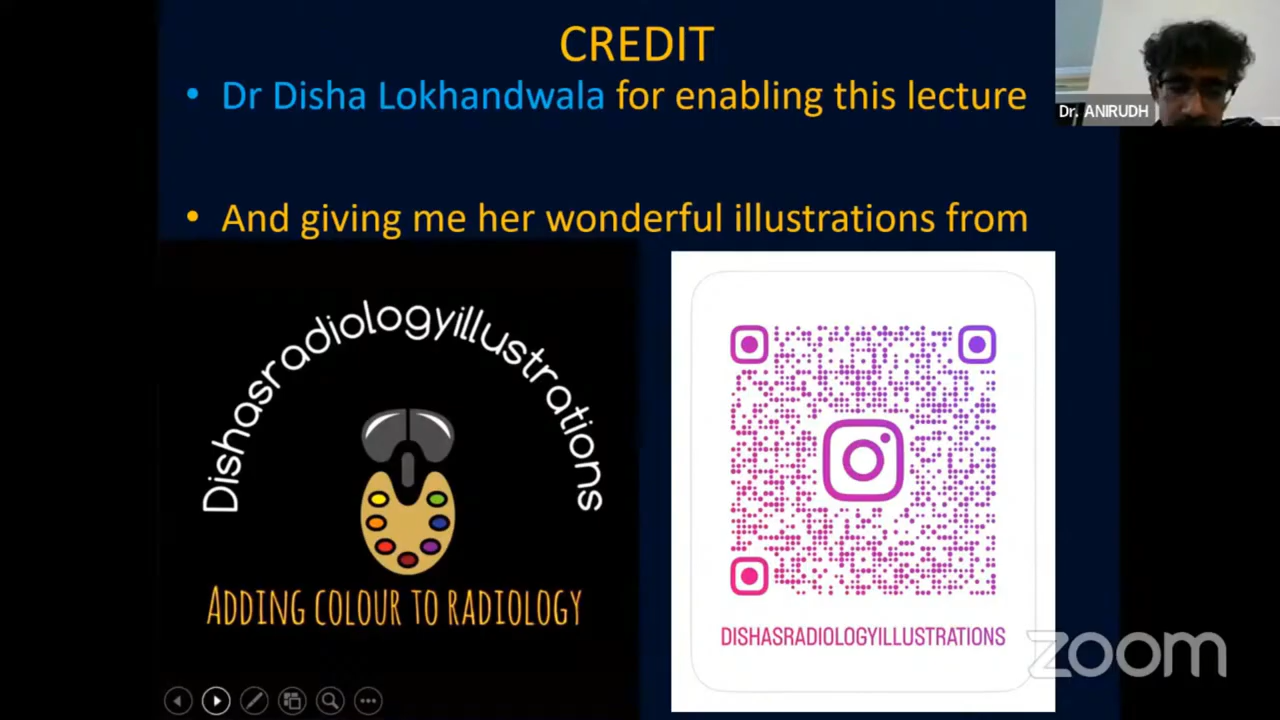 CREDIT
• Dr Disha Lokhandwala for enabling this lecture
Dr. ANIRUDH
• And giving me her wonderful illustrations from
Dishasradiologyillustrations
ADDING COLOUR TO RADIOLOGY
DISHASRADIOLOGYILLUSTRATIONS
zoom